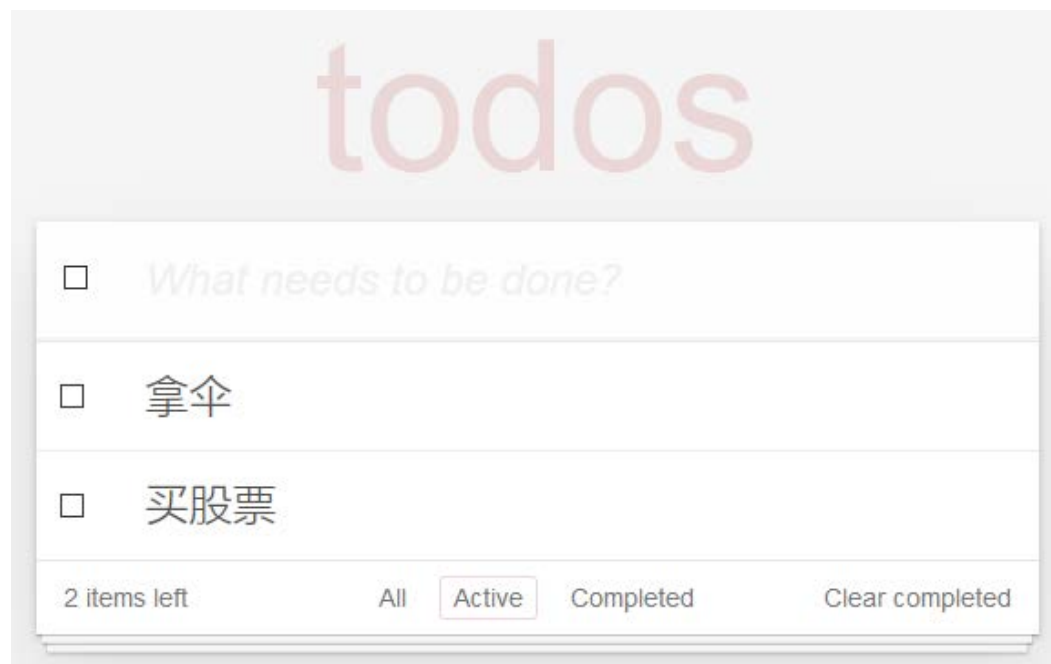 todos
What needs to be done?
拿伞
买股票
2 items left All Active Completed Clear completed